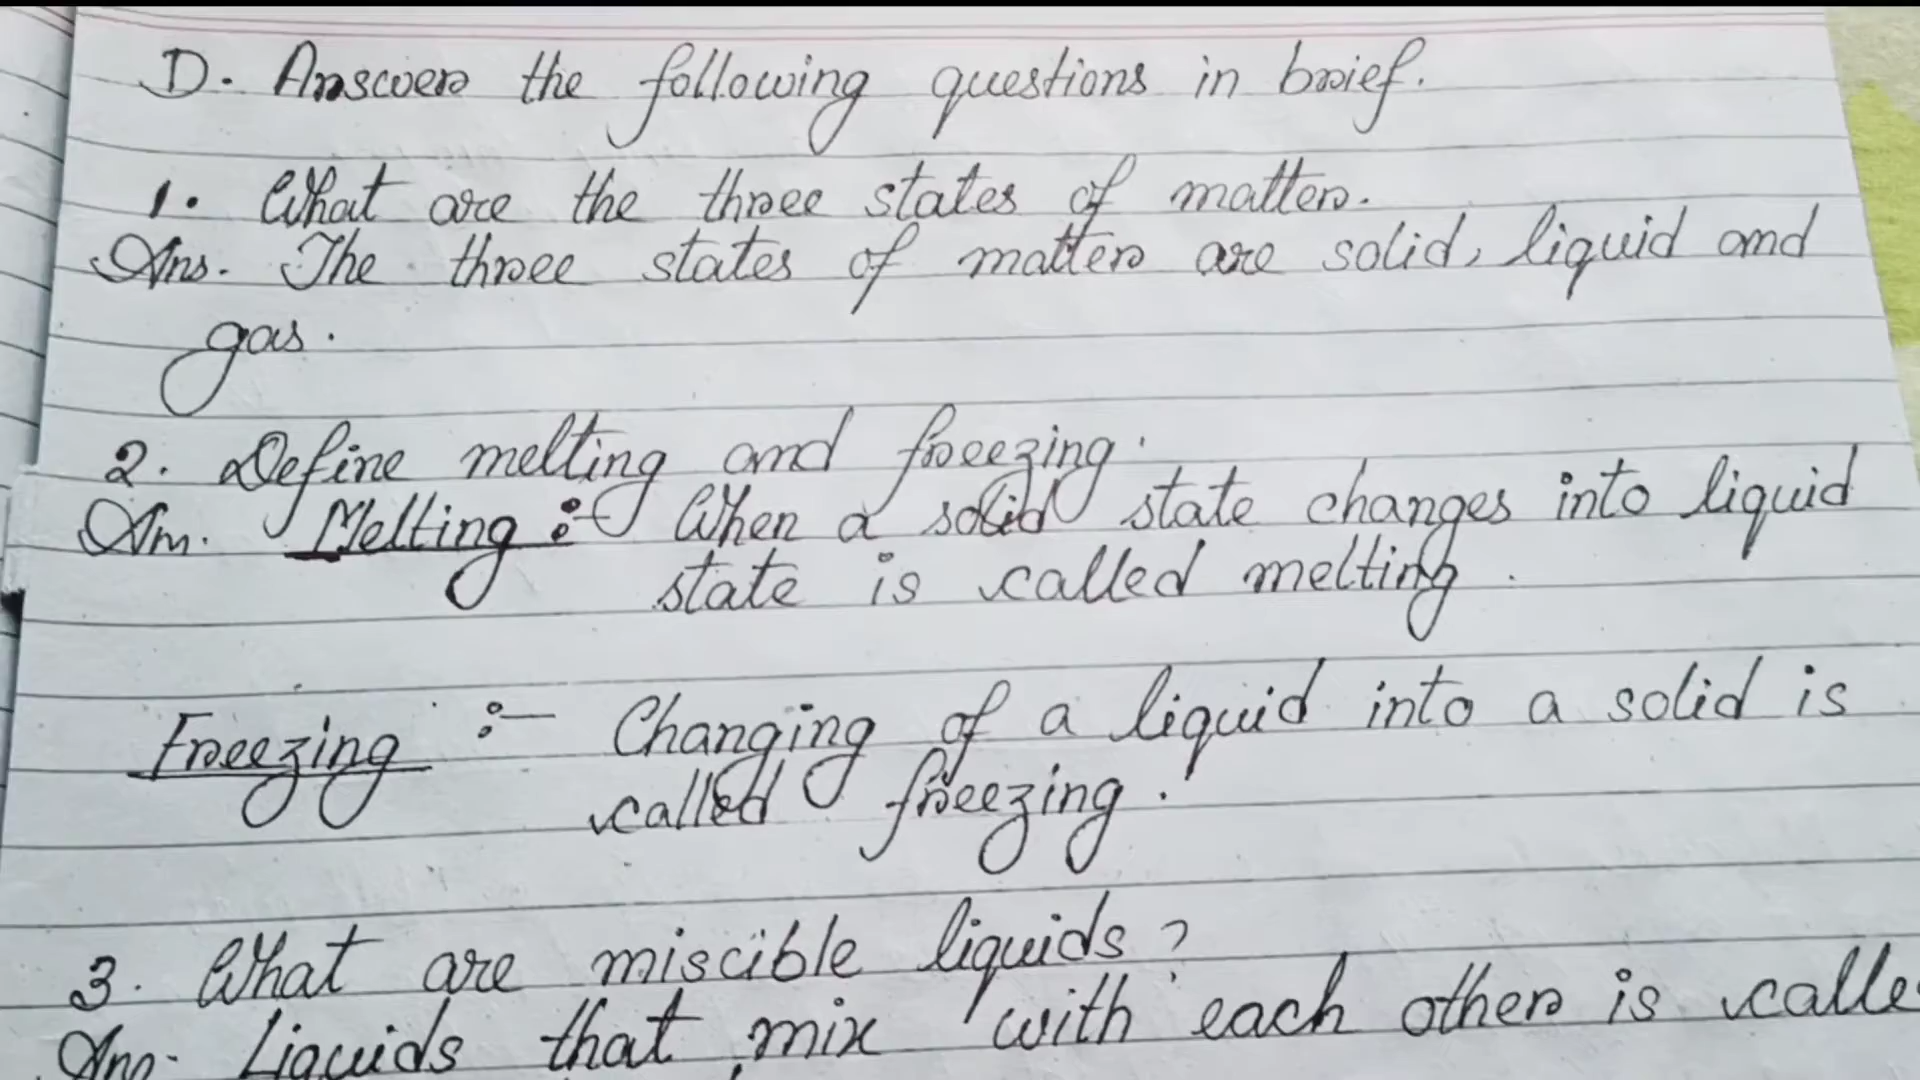 D. Answer the following questions in brief.
1. What are the three states of matter.
Ans. The three states of matter are solid, liquid and
gas.
2. Define melting and freezing.
Ans. Melting :- When a solid state changes into liquid
state is called melting.
Freezing :- Changing of a liquid into a solid is
called freezing.
3. What are miscible liquids?
Ans. Liquids that mix with each other is calle